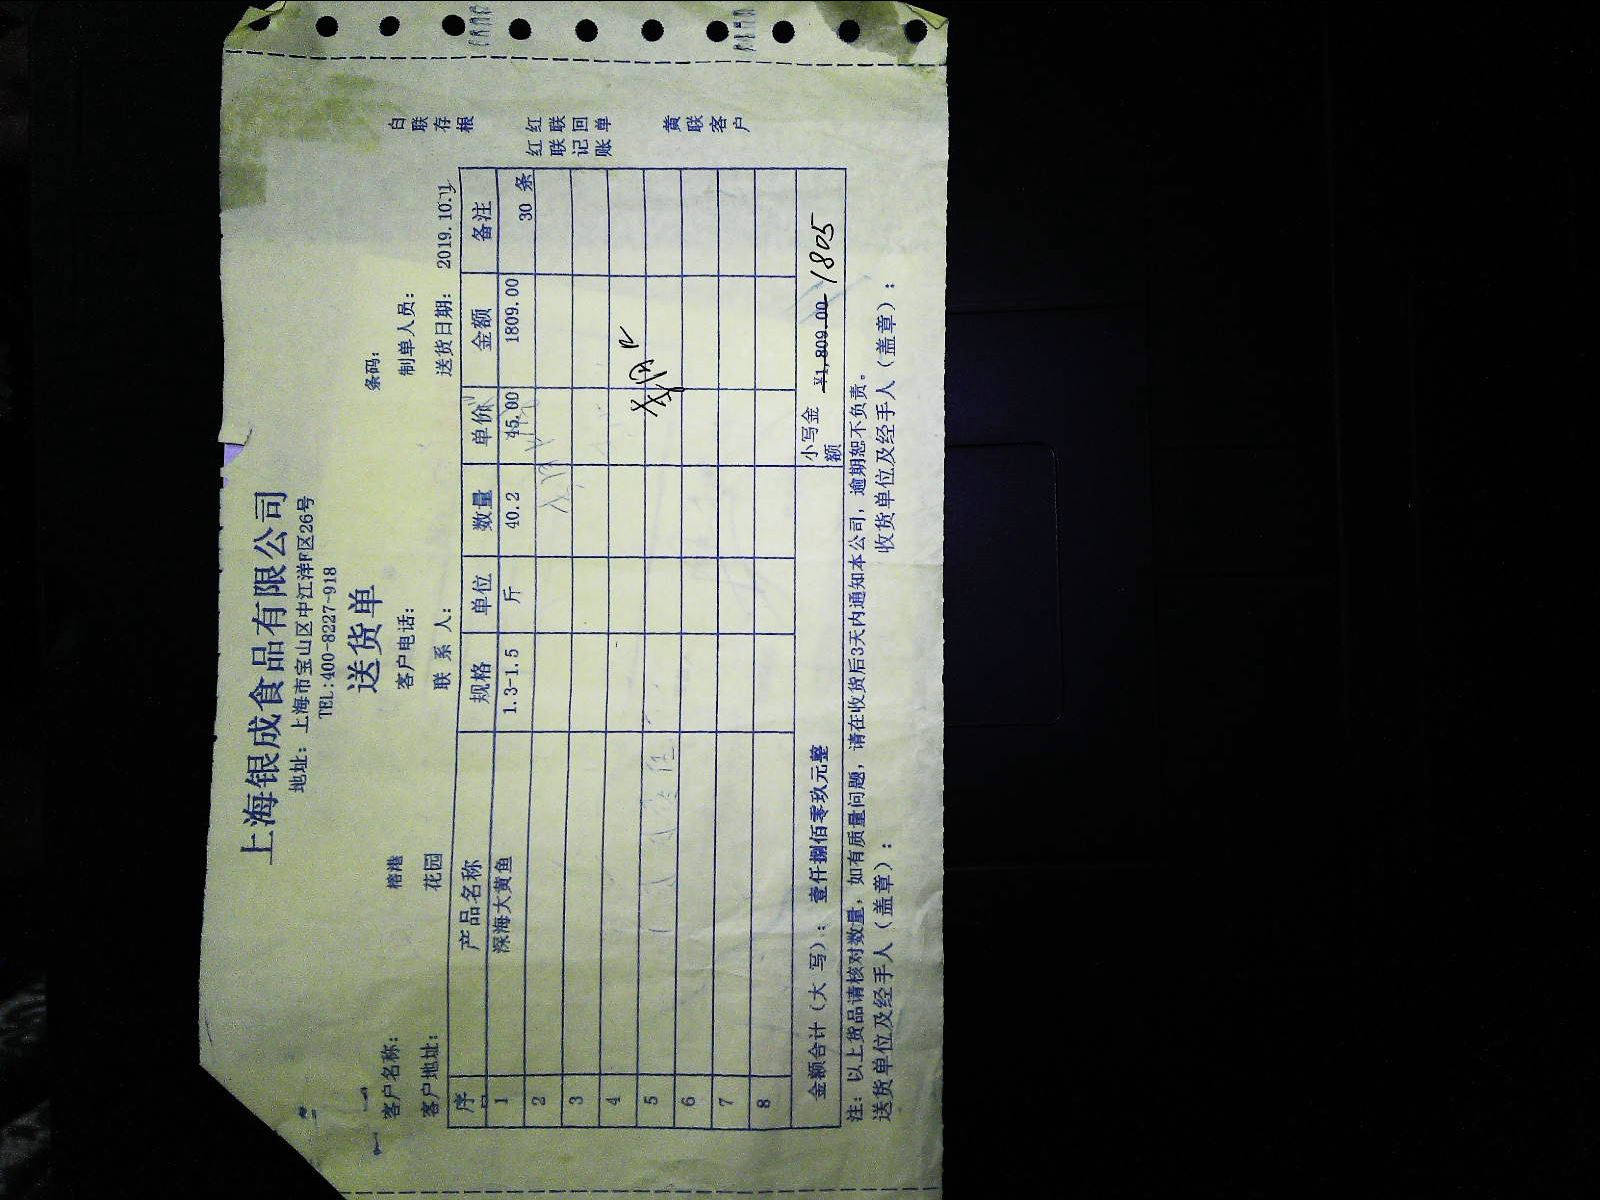 上海银成食品有限公司
地址：上海市宝山区中江洋F区26号
TEL:400-8227-918
送货单
条码：
客户名称： 榕港 客户电话： 制单人员：
客户地址： 花园 联 系 人： 送货日期： 2019.10.
序 产品名称 规格 单位 数量 单价 金额 备注
1 深海大黄鱼 1.3-1.5 斤 40.2 45.00 1809.00 30 条
2
3
4
5
6
7
8
金额合计（大 写）： 壹仟捌佰零玖元整 小写金额 ¥1,809.00 1805
注：以上货品请核对数量，如有质量问题，请在收货后3天内通知本公司，逾期恕不负责。
送货单位及经手人（盖章）： 收货单位及经手人（盖章）：
白联存根
红联记账
红联回单
黄联客户